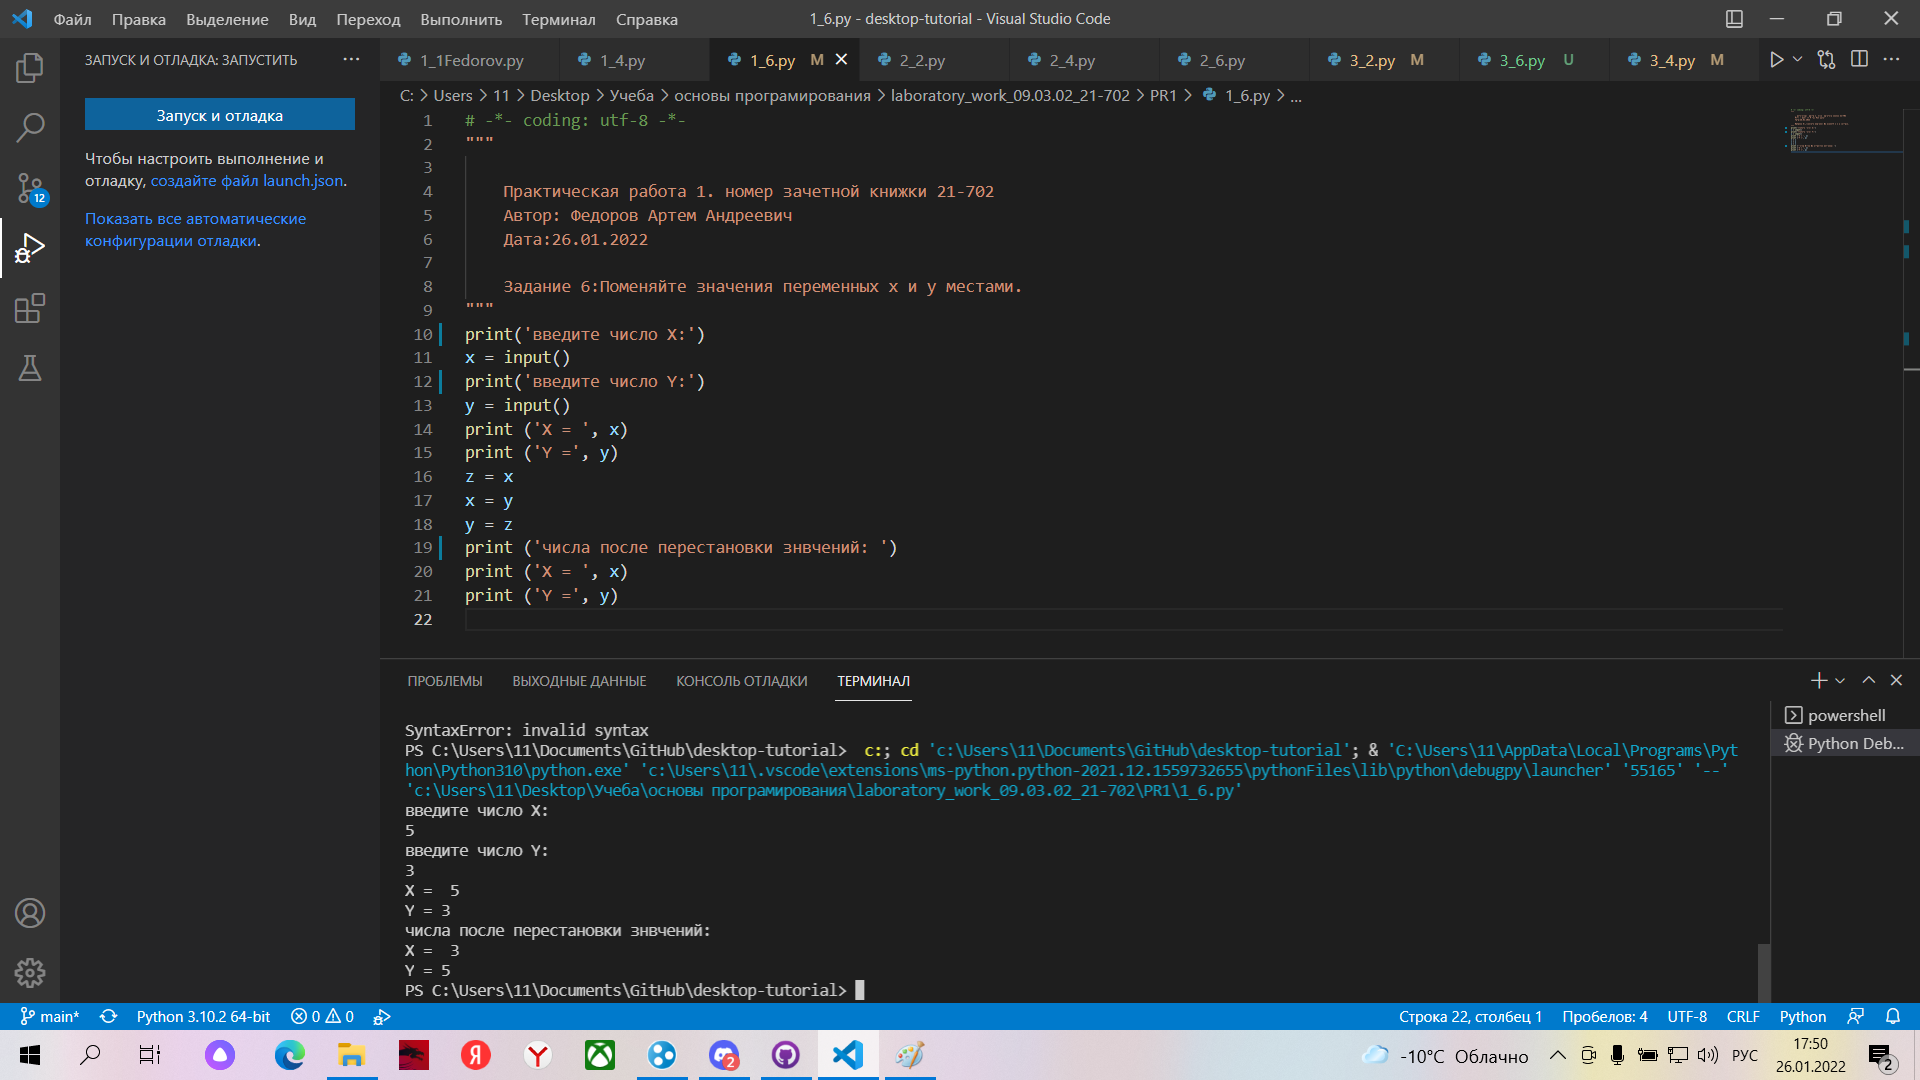 Файл Правка Выделение Вид Переход Выполнить Терминал Справка 1_6.py - desktop-tutorial - Visual Studio Code
ЗАПУСК И ОТЛАДКА: ЗАПУСТИТЬ ...
1_1Fedorov.py 1_4.py 1_6.py M 2_2.py 2_4.py 2_6.py 3_2.py M 3_6.py U 3_4.py M
C: > Users > 11 > Desktop > Учеба > основы програмирования > laboratory_work_09.03.02_21-702 > PR1 > 1_6.py > ...
Запуск и отладка
Чтобы настроить выполнение и
отладку, создайте файл launch.json.
Показать все автоматические
конфигурации отладки.
12
1 # -*- coding: utf-8 -*-
2 """
3
4 Практическая работа 1. номер зачетной книжки 21-702
5 Автор: Федоров Артем Андреевич
6 Дата:26.01.2022
7
8 Задание 6:Поменяйте значения переменных x и y местами.
9 """
10 print('введите число X:')
11 x = input()
12 print('введите число Y:')
13 y = input()
14 print ('X = ', x)
15 print ('Y =', y)
16 z = x
17 x = y
18 y = z
19 print ('числа после перестановки знвчений: ')
20 print ('X = ', x)
21 print ('Y =', y)
22
ПРОБЛЕМЫ ВЫХОДНЫЕ ДАННЫЕ КОНСОЛЬ ОТЛАДКИ ТЕРМИНАЛ
powershell
Python Deb...
SyntaxError: invalid syntax
PS C:\Users\11\Documents\GitHub\desktop-tutorial>  c:; cd 'c:\Users\11\Documents\GitHub\desktop-tutorial'; & 'C:\Users\11\AppData\Local\Programs\Pyt
hon\Python310\python.exe' 'c:\Users\11\.vscode\extensions\ms-python.python-2021.12.1559732655\pythonFiles\lib\python\debugpy\launcher' '55165' '--'
'c:\Users\11\Desktop\Учеба\основы програмирования\laboratory_work_09.03.02_21-702\PR1\1_6.py'
введите число X:
5
введите число Y:
3
X =  5
Y = 3
числа после перестановки знвчений:
X =  3
Y = 5
PS C:\Users\11\Documents\GitHub\desktop-tutorial>
main* Python 3.10.2 64-bit 0 0 Строка 22, столбец 1 Пробелов: 4 UTF-8 CRLF Python
Я Y 2 -10°C Облачно РУС 17:50
26.01.2022 2